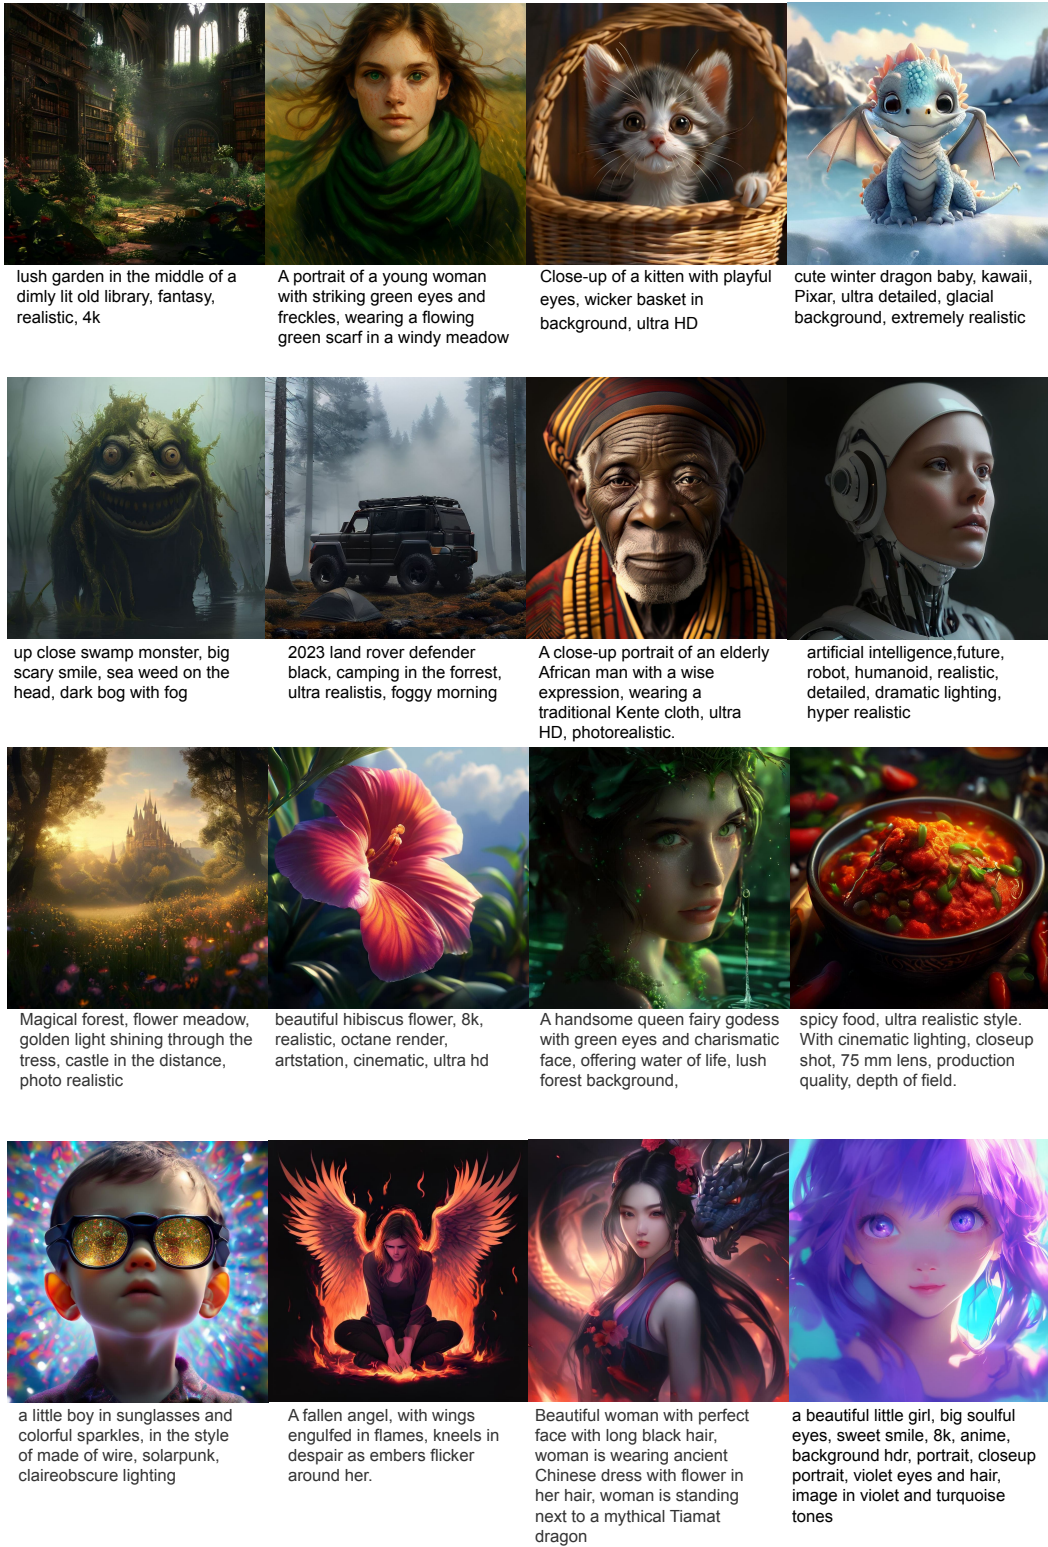 lush garden in the middle of a
dimly lit old library, fantasy,
realistic, 4k
A portrait of a young woman
with striking green eyes and
freckles, wearing a flowing
green scarf in a windy meadow
Close-up of a kitten with playful
eyes, wicker basket in
background, ultra HD
cute winter dragon baby, kawaii,
Pixar, ultra detailed, glacial
background, extremely realistic
up close swamp monster, big
scary smile, sea weed on the
head, dark bog with fog
2023 land rover defender
black, camping in the forrest,
ultra realistis, foggy morning
A close-up portrait of an elderly
African man with a wise
expression, wearing a
traditional Kente cloth, ultra
HD, photorealistic.
artificial intelligence,future,
robot, humanoid, realistic,
detailed, dramatic lighting,
hyper realistic
Magical forest, flower meadow,
golden light shining through the
tress, castle in the distance,
photo realistic
beautiful hibiscus flower, 8k,
realistic, octane render,
artstation, cinematic, ultra hd
A handsome queen fairy godess
with green eyes and charismatic
face, offering water of life, lush
forest background,
spicy food, ultra realistic style.
With cinematic lighting, closeup
shot, 75 mm lens, production
quality, depth of field.
a little boy in sunglasses and
colorful sparkles, in the style
of made of wire, solarpunk,
claireobscure lighting
A fallen angel, with wings
engulfed in flames, kneels in
despair as embers flicker
around her.
Beautiful woman with perfect
face with long black hair,
woman is wearing ancient
Chinese dress with flower in
her hair, woman is standing
next to a mythical Tiamat
dragon
a beautiful little girl, big soulful
eyes, sweet smile, 8k, anime,
background hdr, portrait, closeup
portrait, violet eyes and hair,
image in violet and turquoise
tones